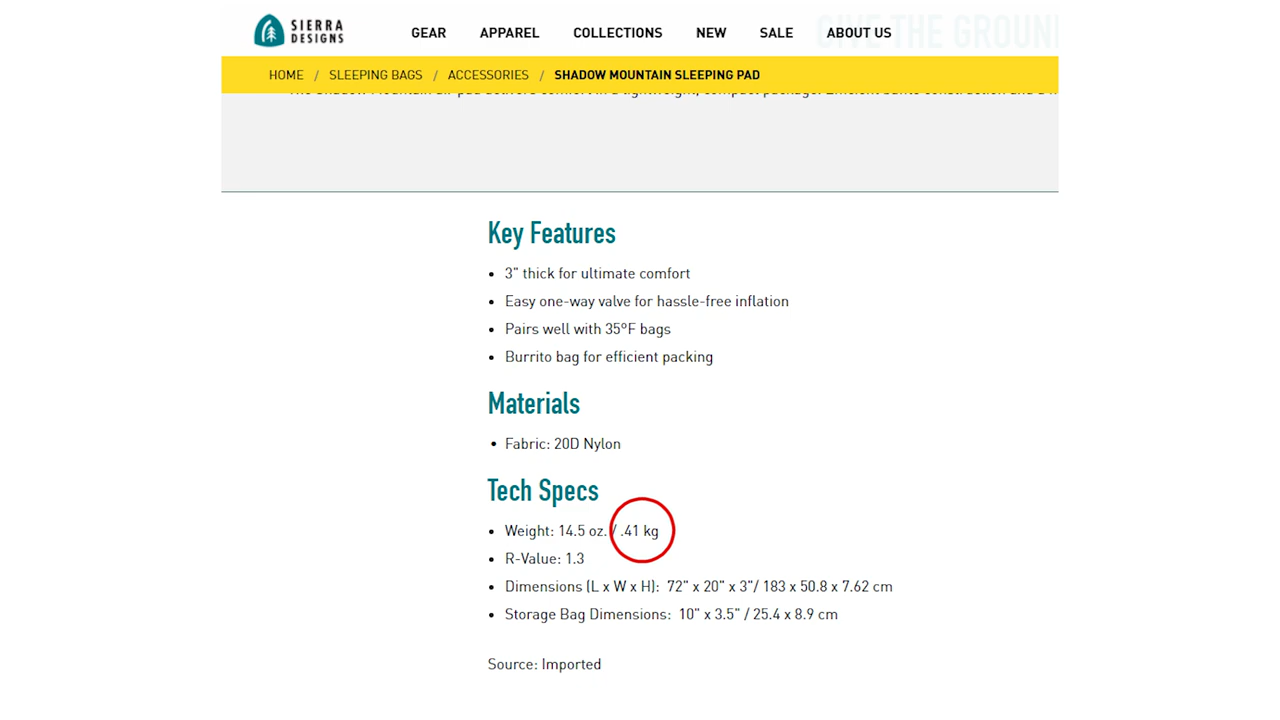 SIERRA
DESIGNS
GEAR APPAREL COLLECTIONS NEW SALE ABOUT US
GIVE THE GROUN
HOME / SLEEPING BAGS / ACCESSORIES / SHADOW MOUNTAIN SLEEPING PAD
Key Features
• 3" thick for ultimate comfort
• Easy one-way valve for hassle-free inflation
• Pairs well with 35°F bags
• Burrito bag for efficient packing
Materials
• Fabric: 20D Nylon
Tech Specs
• Weight: 14.5 oz. / .41 kg
• R-Value: 1.3
• Dimensions (L x W x H): 72" x 20" x 3"/ 183 x 50.8 x 7.62 cm
• Storage Bag Dimensions: 10" x 3.5" / 25.4 x 8.9 cm
Source: Imported